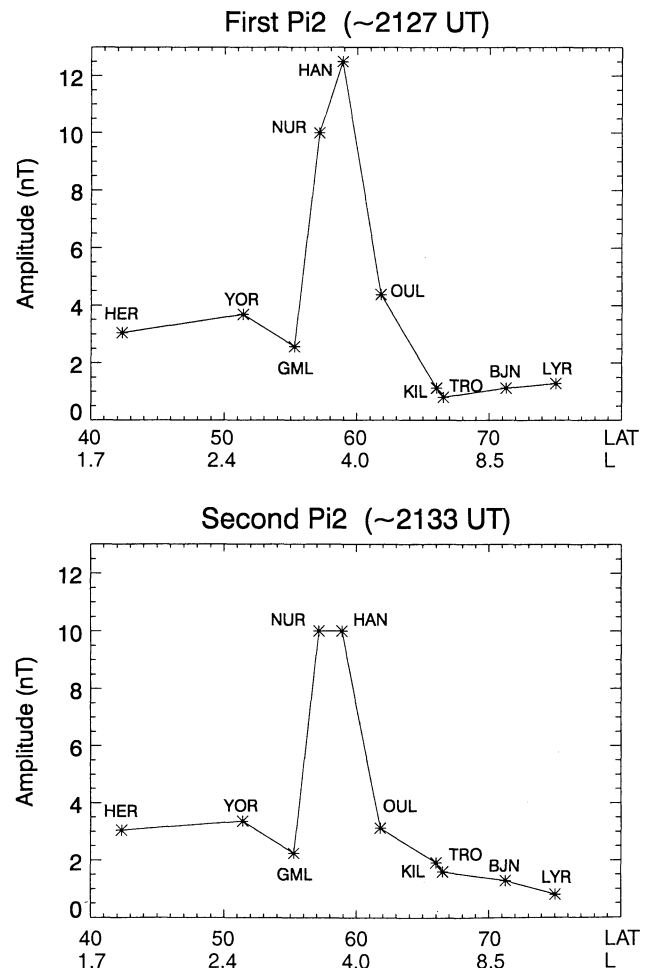 First Pi2 (~2127 UT)
12
10
8
6
4
2
0
Amplitude (nT)
HER
YOR
GML
NUR
HAN
OUL
KIL
TRO
BJN
LYR
40 50 60 70 LAT
1.7 2.4 4.0 8.5 L
Second Pi2 (~2133 UT)
12
10
8
6
4
2
0
Amplitude (nT)
HER
YOR
GML
NUR
HAN
OUL
KIL
TRO
BJN
LYR
40 50 60 70 LAT
1.7 2.4 4.0 8.5 L